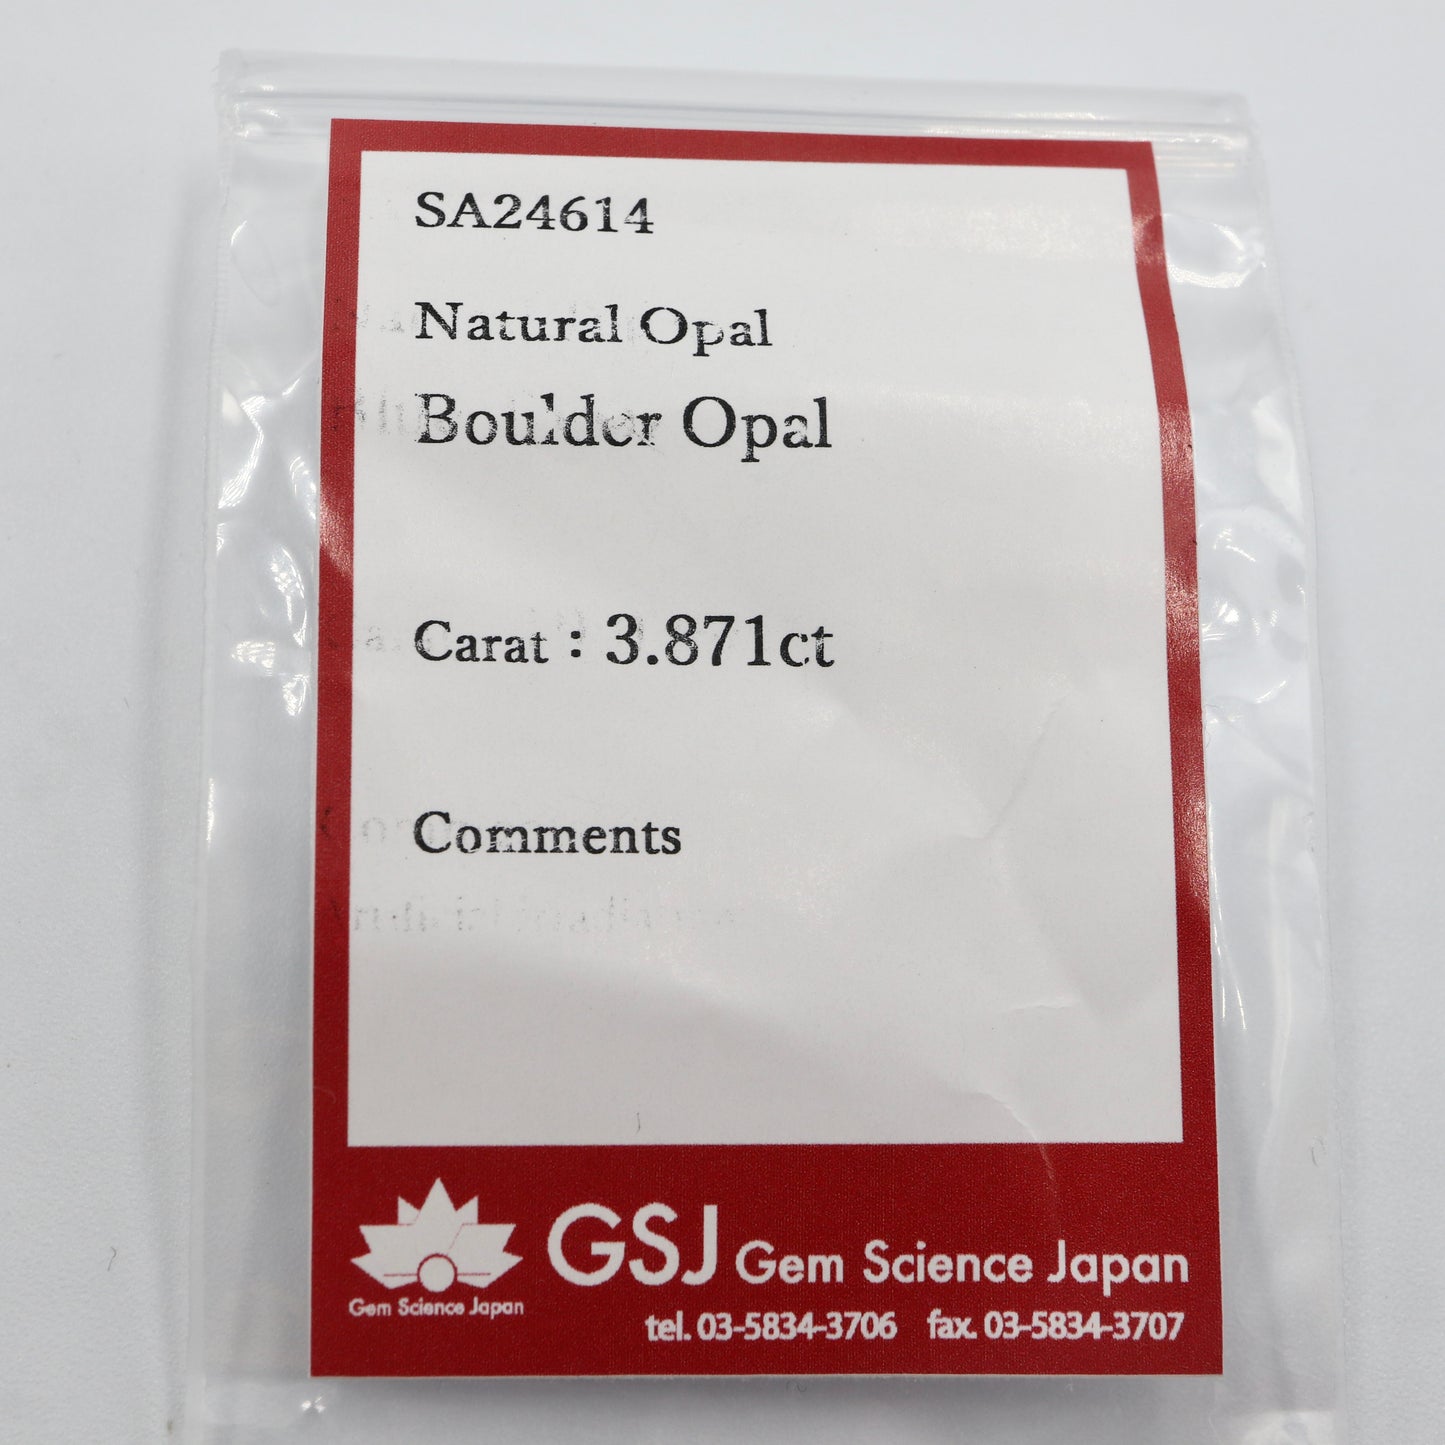 SA24614
Natural Opal
Boulder Opal
Carat : 3.871ct
Comments
Gem Science Japan
GSJ Gem Science Japan
tel. 03-5834-3706 fax. 03-5834-3707